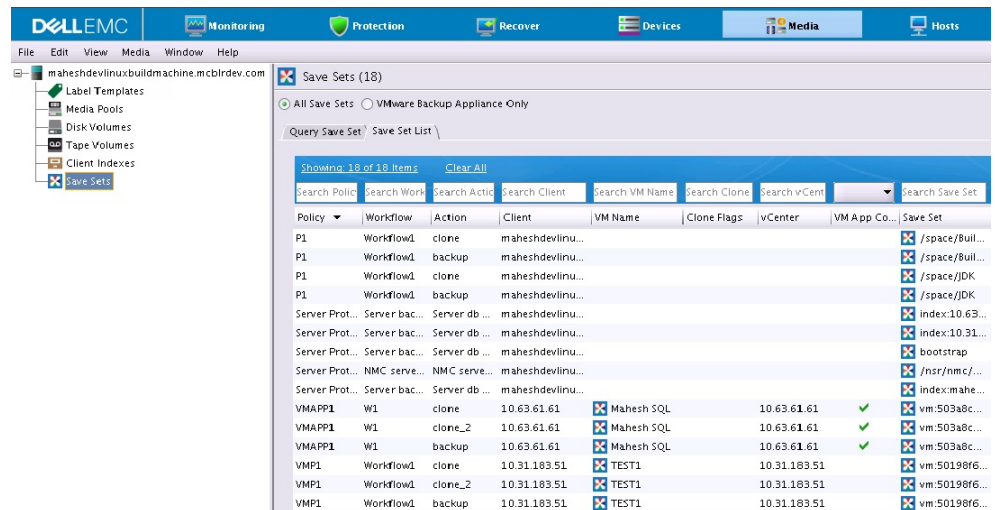 DELLEMC Monitoring Protection Recover Devices Media Hosts
File Edit View Media Window Help
maheshdevlinuxbuildmachine.mcblrdev.com
Label Templates
Media Pools
Disk Volumes
Tape Volumes
Client Indexes
Save Sets
Save Sets (18)
All Save Sets VMware Backup Appliance Only
Query Save Set Save Set List
Showing: 18 of 18 Items Clear All
Search Policy Search Work Search Actic Search Client Search VM Name Search Clone Search vCent Search Save Set
Policy Workflow Action Client VM Name Clone Flags vCenter VM App Co... Save Set
P1 Workflow1 clone maheshdevlinu... /space/Buil...
P1 Workflow1 backup maheshdevlinu... /space/Buil...
P1 Workflow1 clone maheshdevlinu... /space/JDK
P1 Workflow1 backup maheshdevlinu... /space/JDK
Server Prot... Server bac... Server db ... maheshdevlinu... index:10.63...
Server Prot... Server bac... Server db ... maheshdevlinu... index:10.31...
Server Prot... Server bac... Server db ... maheshdevlinu... bootstrap
Server Prot... NMC serve... NMC serve... maheshdevlinu... /nsr/nmc/...
Server Prot... Server bac... Server db ... maheshdevlinu... index:mahe...
VMAPP1 W1 clone 10.63.61.61 Mahesh SQL 10.63.61.61 vm:503a8c...
VMAPP1 W1 clone_2 10.63.61.61 Mahesh SQL 10.63.61.61 vm:503a8c...
VMAPP1 W1 backup 10.63.61.61 Mahesh SQL 10.63.61.61 vm:503a8c...
VMP1 Workflow1 clone 10.31.183.51 TEST1 10.31.183.51 vm:50198f6...
VMP1 Workflow1 clone_2 10.31.183.51 TEST1 10.31.183.51 vm:50198f6...
VMP1 Workflow1 backup 10.31.183.51 TEST1 10.31.183.51 vm:50198f6...